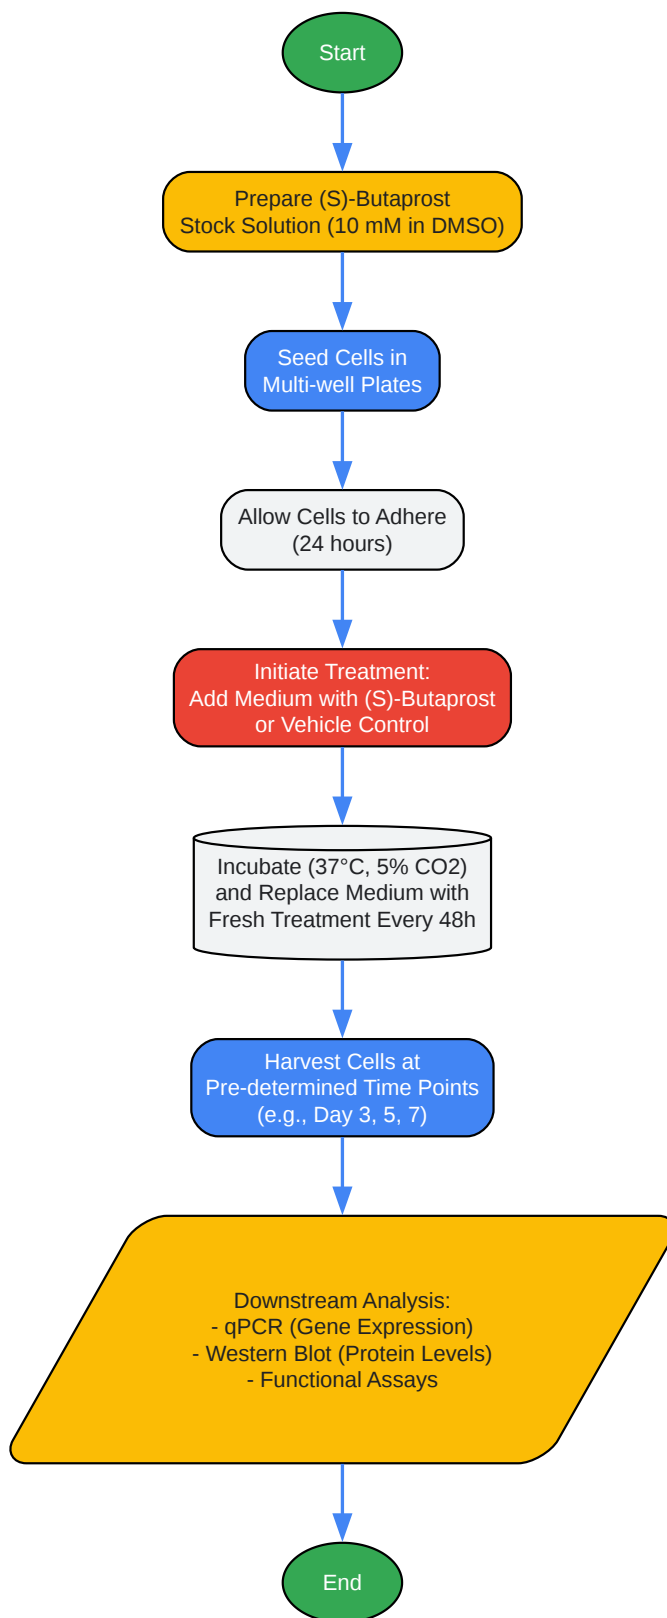 Start
Prepare (S)-Butaprost
Stock Solution (10 mM in DMSO)
Seed Cells in
Multi-well Plates
Allow Cells to Adhere
(24 hours)
Initiate Treatment:
Add Medium with (S)-Butaprost
or Vehicle Control
Incubate (37°C, 5% CO2)
and Replace Medium with
Fresh Treatment Every 48h
Harvest Cells at
Pre-determined Time Points
(e.g., Day 3, 5, 7)
Downstream Analysis:
- qPCR (Gene Expression)
- Western Blot (Protein Levels)
- Functional Assays
End